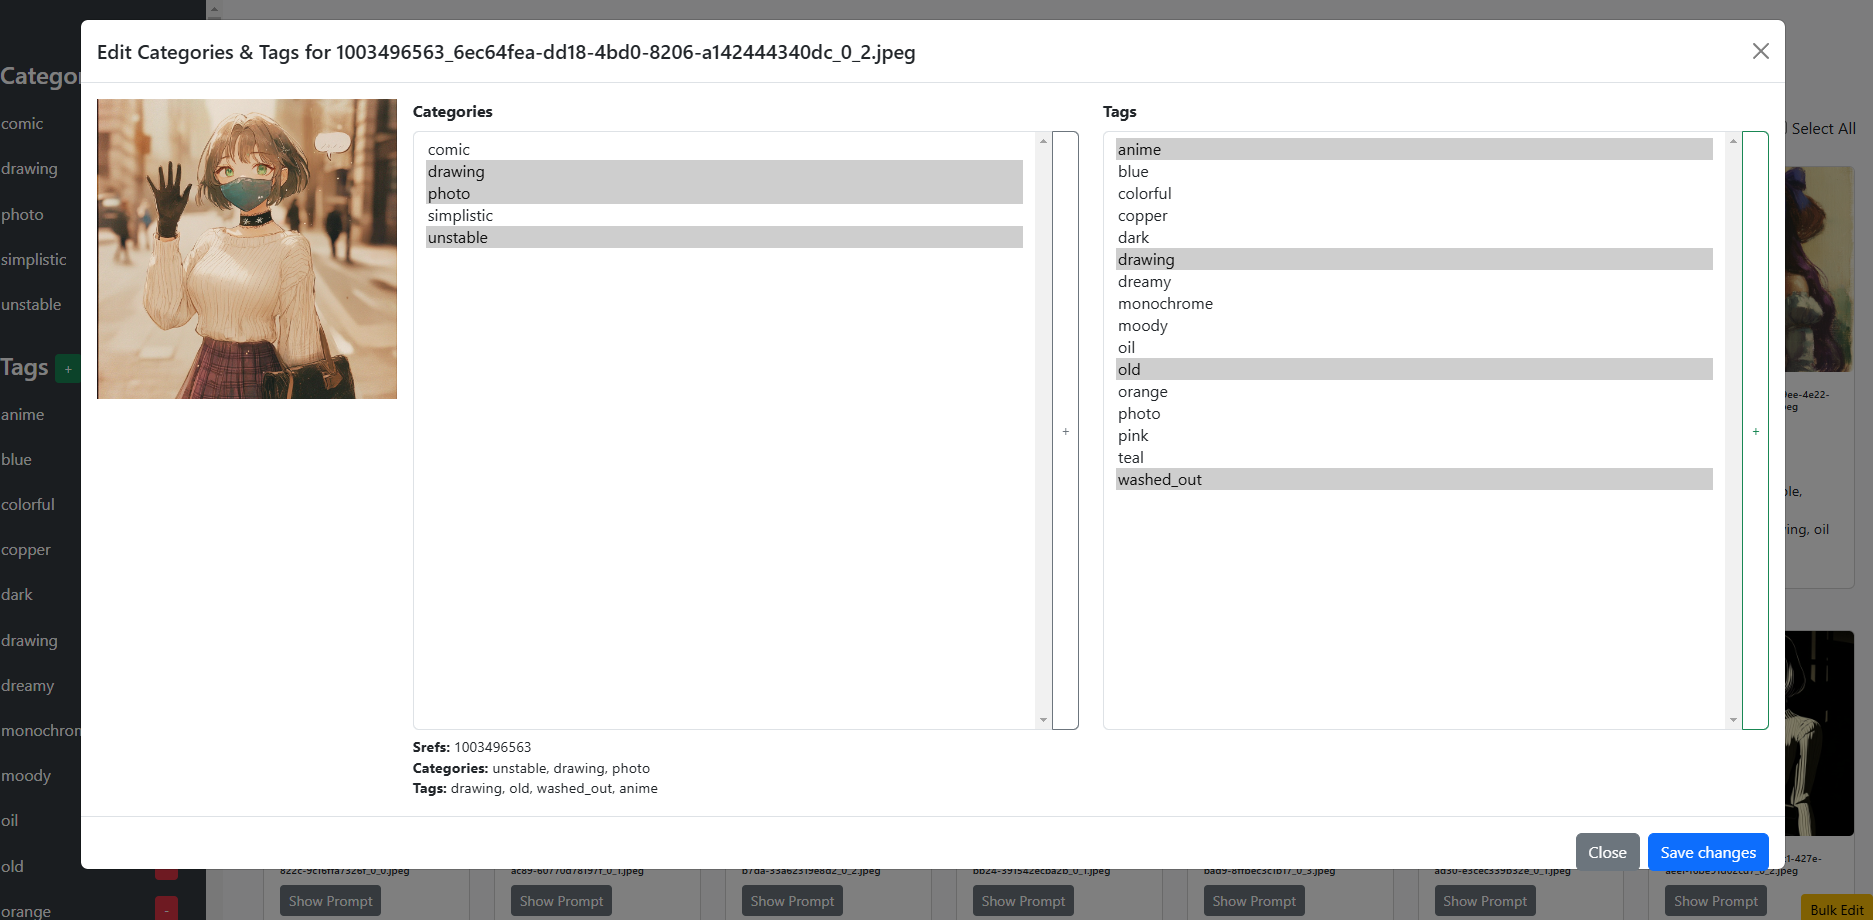 Edit Categories & Tags for 1003496563_6ec64fea-dd18-4bd0-8206-a142444340dc_0_2.jpeg
Categories
comic
drawing
photo
simplistic
unstable
Tags
anime
blue
colorful
copper
dark
drawing
dreamy
monochrome
moody
oil
old
orange
photo
pink
teal
washed_out
+
+
Srefs: 1003496563
Categories: unstable, drawing, photo
Tags: drawing, old, washed_out, anime
Close
Save changes
comic
drawing
photo
simplistic
unstable
Tags +
anime
blue
colorful
copper
dark
drawing
dreamy
moody
oil
old
orange
-
Select All
Show Prompt
Show Prompt
Show Prompt
Show Prompt
Show Prompt
Show Prompt
Show Prompt
Bulk Edit